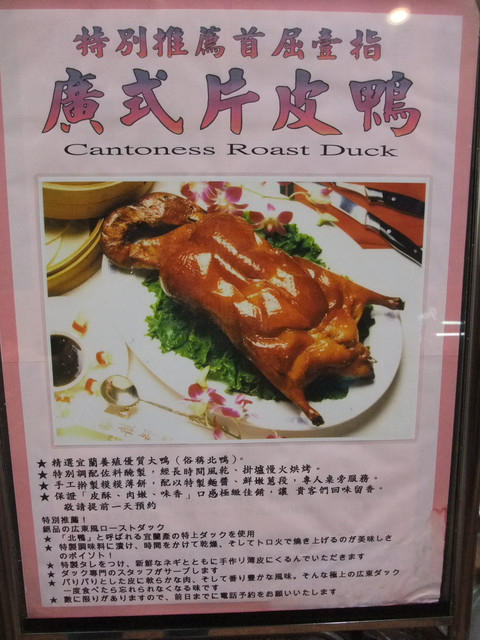 特別推薦首屈壹指
廣式片皮鴨
Cantoness Roast Duck
★精選宜蘭養殖優質大鴨（俗稱北鴨）。
★特別調配佐料醃製，經長時間風乾、掛爐慢火烘烤。
★手工擀製糢糢薄餅，配以特製麵醬，鮮嫩蔥段，專人桌旁服務。
★保證「皮酥、肉嫩、味香」口感極緻佳餚，讓 貴客們回味留香。
敬請提前一天預約
特別推薦！
絕品の広東風ローストダック
★「北鴨」と呼ばれる宜蘭產の特上ダックを使用
★特製調味料に漬け、時間をかけて乾燥、そしてトロ火で焼き上げるのが美味しさ
のポイント！
★特製タレをつけ、新鮮なネギとともに手作り薄皮にくるんでいただきます
★ダック専門のスタッフがサーブします
★パリパリとした皮に軟らかな肉、そして香り豊かな風味。そんな極上の広東ダック
一度食べたら忘れられなくなる味です
★數に限りがありますので、前日までに電話予約をお願いいたします